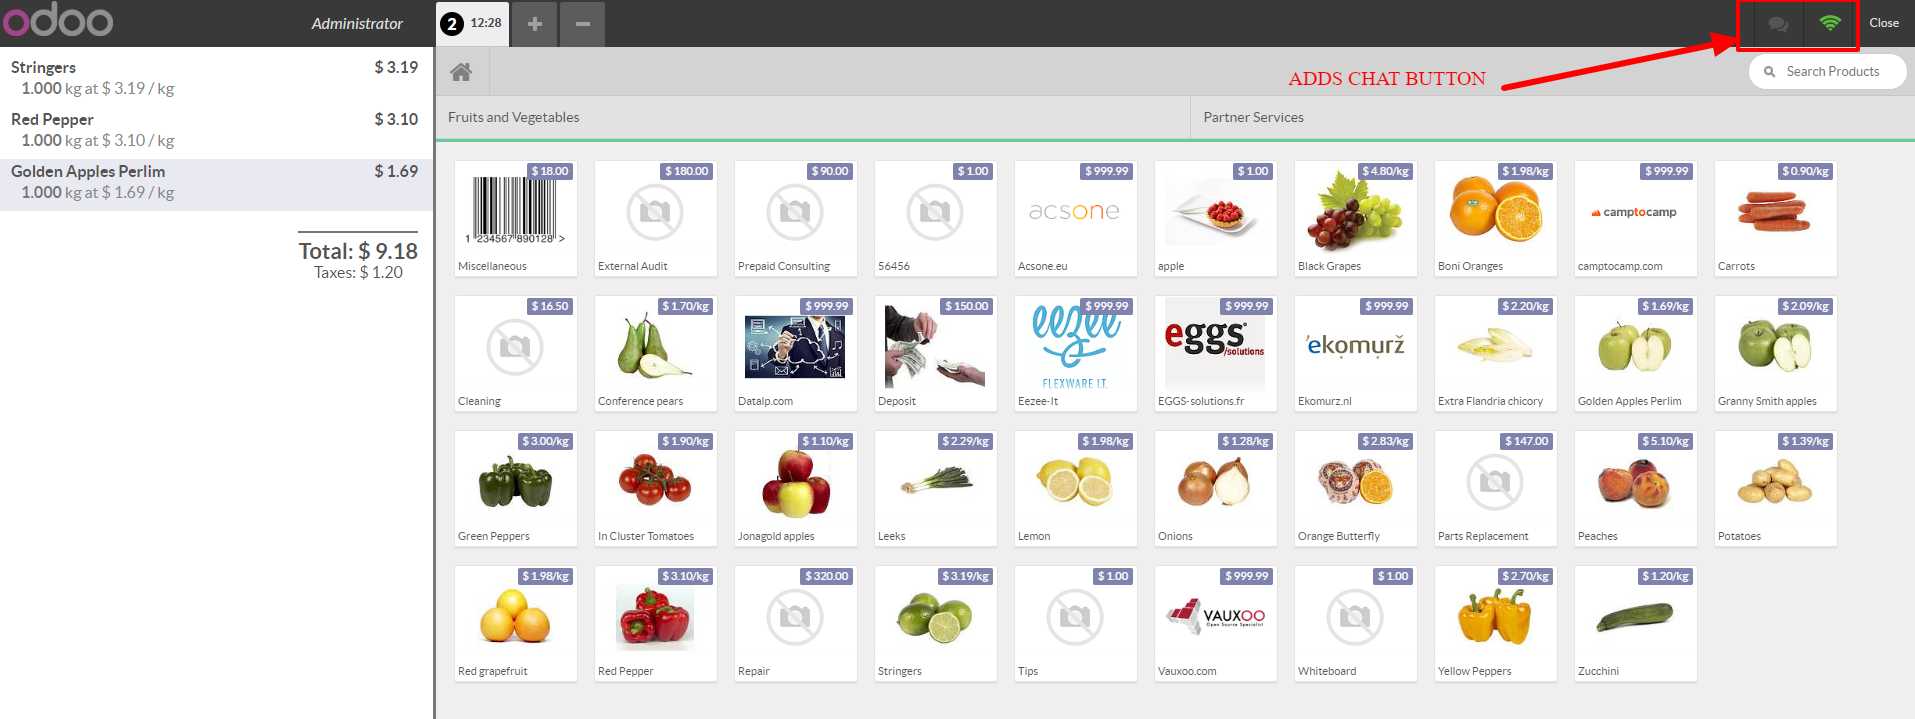 odoo
Administrator
2 12:28
Close
Stringers $ 3.19
1.000 kg at $ 3.19 / kg
Red Pepper $ 3.10
1.000 kg at $ 3.10 / kg
Golden Apples Perlim $ 1.69
1.000 kg at $ 1.69 / kg
Total: $ 9.18
Taxes: $ 1.20
ADDS CHAT BUTTON
Search Products
Fruits and Vegetables
Partner Services
$ 18.00
1 234567 890128 >
Miscellaneous
$ 180.00
External Audit
$ 90.00
Prepaid Consulting
$ 1.00
56456
$ 999.99
acsone
Acsone.eu
$ 1.00
apple
$ 4.80/kg
Black Grapes
$ 1.98/kg
Boni Oranges
$ 999.99
camptocamp
camptocamp.com
$ 0.90/kg
Carrots
$ 16.50
Cleaning
$ 1.70/kg
Conference pears
$ 999.99
Datalp.com
$ 150.00
Deposit
$ 999.99
eezee
FLEXWARE I.T.
Eezee-It
$ 999.99
eggs
/solutions
EGGS-solutions.fr
$ 999.99
'ekomurž
Ekomurz.nl
$ 2.20/kg
Extra Flandria chicory
$ 1.69/kg
Golden Apples Perlim
$ 2.09/kg
Granny Smith apples
$ 3.00/kg
Green Peppers
$ 1.90/kg
In Cluster Tomatoes
$ 1.10/kg
Jonagold apples
$ 2.29/kg
Leeks
$ 1.98/kg
Lemon
$ 1.28/kg
Onions
$ 2.83/kg
Orange Butterfly
$ 147.00
Parts Replacement
$ 5.10/kg
Peaches
$ 1.39/kg
Potatoes
$ 1.98/kg
Red grapefruit
$ 3.10/kg
Red Pepper
$ 320.00
Repair
$ 3.19/kg
Stringers
$ 1.00
Tips
$ 999.99
VAUXOO
Open Source Specialist
Vauxoo.com
$ 1.00
Whiteboard
$ 2.70/kg
Yellow Peppers
$ 1.20/kg
Zucchini